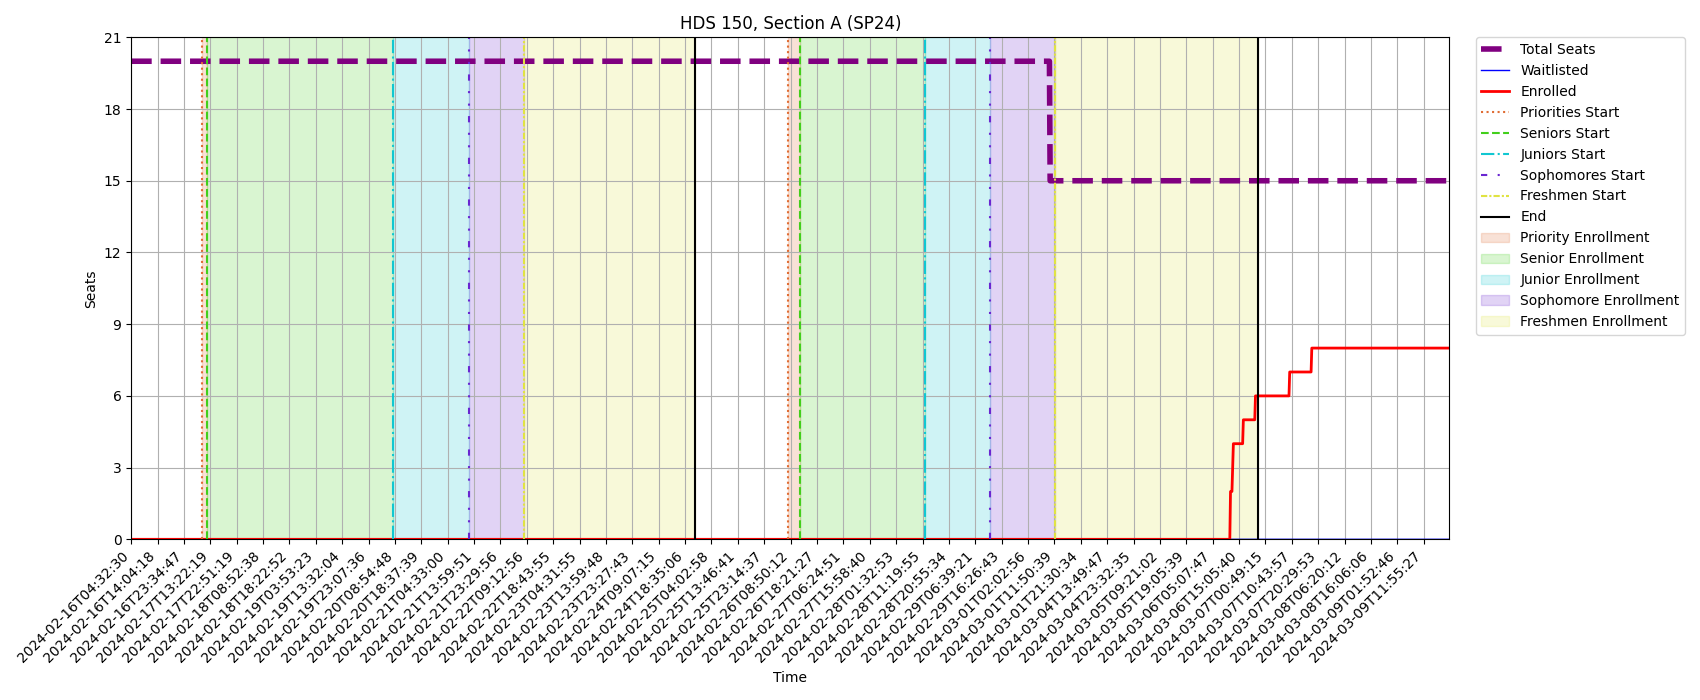 HDS 150, Section A (SP24)
Seats
21
18
15
12
9
6
3
0
2024-02-16T04:32:30
2024-02-16T14:04:18
2024-02-16T23:34:47
2024-02-17T13:22:19
2024-02-17T22:51:19
2024-02-18T08:52:38
2024-02-18T18:22:52
2024-02-19T03:53:23
2024-02-19T13:32:04
2024-02-19T23:07:36
2024-02-20T08:54:48
2024-02-20T18:37:39
2024-02-21T04:33:00
2024-02-21T13:59:51
2024-02-21T23:29:56
2024-02-22T09:12:56
2024-02-22T18:43:55
2024-02-23T04:31:55
2024-02-23T13:59:48
2024-02-23T23:27:43
2024-02-24T09:07:15
2024-02-24T18:35:06
2024-02-25T04:02:58
2024-02-25T13:46:41
2024-02-25T23:14:37
2024-02-26T08:50:12
2024-02-26T18:21:27
2024-02-27T06:24:51
2024-02-27T15:58:40
2024-02-28T01:32:53
2024-02-28T11:19:55
2024-02-28T20:55:34
2024-02-29T06:39:21
2024-02-29T16:26:43
2024-03-01T02:02:56
2024-03-01T11:50:39
2024-03-01T21:30:34
2024-03-04T13:49:47
2024-03-04T23:32:35
2024-03-05T09:21:02
2024-03-05T19:05:39
2024-03-06T05:07:47
2024-03-06T15:05:40
2024-03-07T00:49:15
2024-03-07T10:43:57
2024-03-07T20:29:53
2024-03-08T06:20:12
2024-03-08T16:06:06
2024-03-09T01:52:46
2024-03-09T11:55:27
Time
Total Seats
Waitlisted
Enrolled
Priorities Start
Seniors Start
Juniors Start
Sophomores Start
Freshmen Start
End
Priority Enrollment
Senior Enrollment
Junior Enrollment
Sophomore Enrollment
Freshmen Enrollment